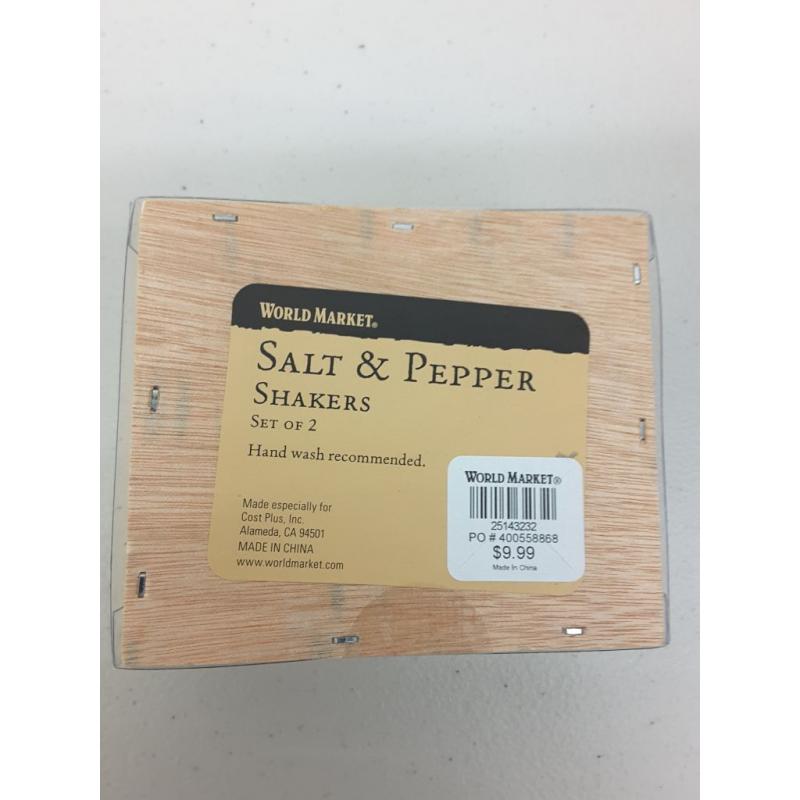 WORLD MARKET®
SALT & PEPPER
SHAKERS
SET OF 2
Hand wash recommended.
Made especially for
Cost Plus, Inc.
Alameda, CA 94501
MADE IN CHINA
www.worldmarket.com
WORLD MARKET®
25143232
PO # 400558868
$9.99
Made In China